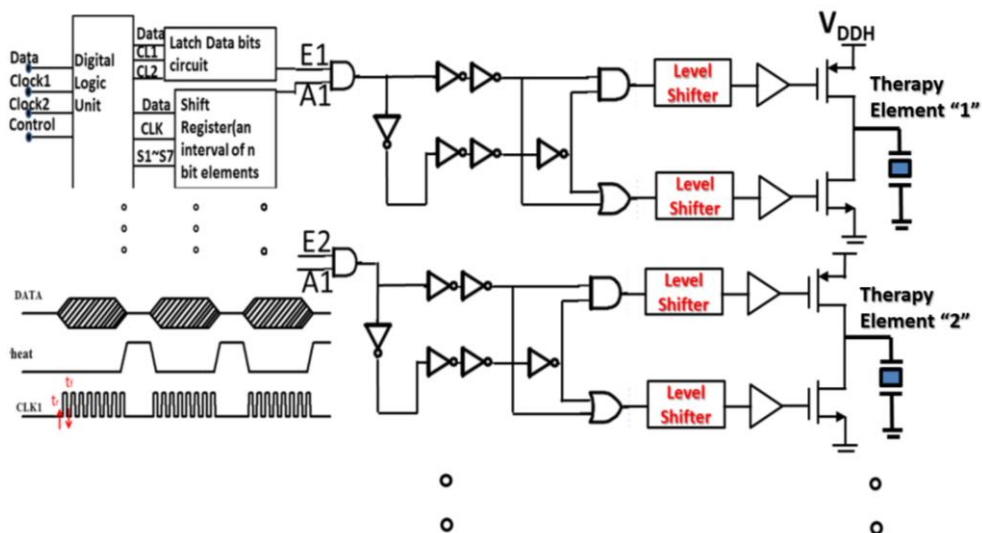 Data
Clock1
Clock2
Control
Digital
Logic
Unit
Data
CL1
CL2
Latch Data bits
circuit
Data
CLK
S1~S7
Shift
Register(an
interval of n
bit elements
E1
A1
Level
Shifter
Level
Shifter
VDDH
Therapy
Element “1”
E2
A1
Level
Shifter
Level
Shifter
Therapy
Element “2”
DATA
heat
CLK1
tr
tf